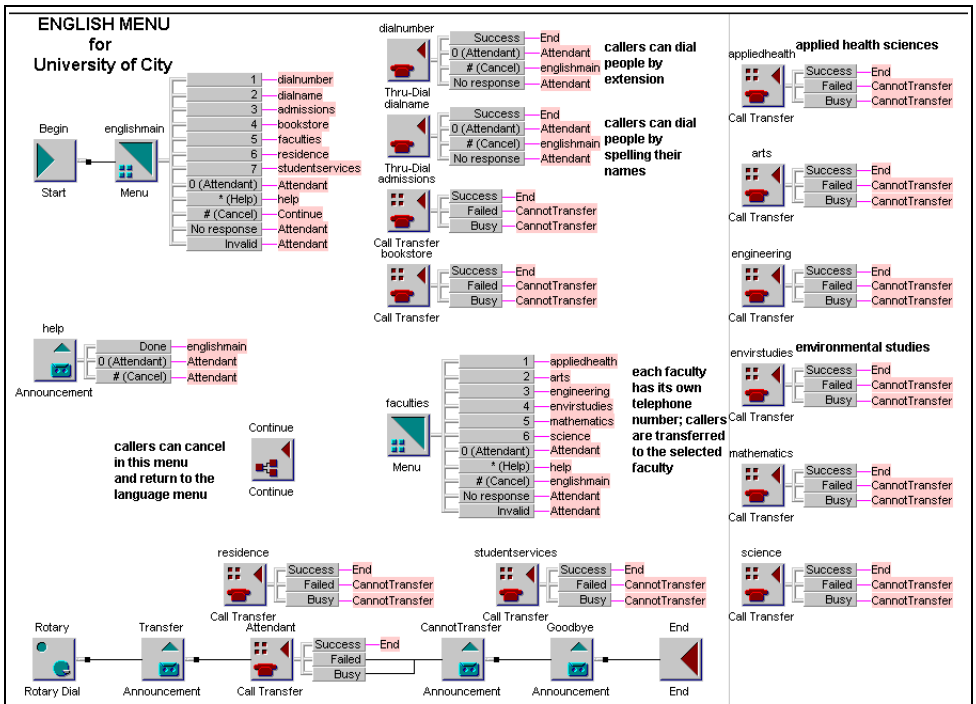 ENGLISH MENU
for
University of City
Begin
Start
englishmain
Menu
1 dialnumber
2 dialname
3 admissions
4 bookstore
5 faculties
6 residence
7 studentservices
0 (Attendant) Attendant
* (Help) help
# (Cancel) Continue
No response Attendant
Invalid Attendant
help
Announcement
Done englishmain
0 (Attendant) Attendant
# (Cancel) Attendant
callers can cancel
in this menu
and return to the
language menu
Continue
Continue
dialnumber
Thru-Dial
Success End
0 (Attendant) Attendant
# (Cancel) englishmain
No response Attendant
callers can dial
people by
extension
dialname
Thru-Dial
Success End
0 (Attendant) Attendant
# (Cancel) englishmain
No response Attendant
callers can dial
people by
spelling their
names
admissions
Call Transfer
Success End
Failed CannotTransfer
Busy CannotTransfer
bookstore
Call Transfer
Success End
Failed CannotTransfer
Busy CannotTransfer
faculties
Menu
1 appliedhealth
2 arts
3 engineering
4 envirstudies
5 mathematics
6 science
0 (Attendant) Attendant
* (Help) help
# (Cancel) englishmain
No response Attendant
Invalid Attendant
each faculty
has its own
telephone
number; callers
are transferred
to the selected
faculty
appliedhealth
applied health sciences
Call Transfer
Success End
Failed CannotTransfer
Busy CannotTransfer
arts
Call Transfer
Success End
Failed CannotTransfer
Busy CannotTransfer
engineering
Call Transfer
Success End
Failed CannotTransfer
Busy CannotTransfer
envirstudies
environmental studies
Call Transfer
Success End
Failed CannotTransfer
Busy CannotTransfer
mathematics
Call Transfer
Success End
Failed CannotTransfer
Busy CannotTransfer
science
Call Transfer
Success End
Failed CannotTransfer
Busy CannotTransfer
residence
Call Transfer
Success End
Failed CannotTransfer
Busy CannotTransfer
studentservices
Call Transfer
Success End
Failed CannotTransfer
Busy CannotTransfer
Rotary
Rotary Dial
Transfer
Announcement
Attendant
Call Transfer
Success End
Failed
Busy
CannotTransfer
Announcement
Goodbye
Announcement
End
End